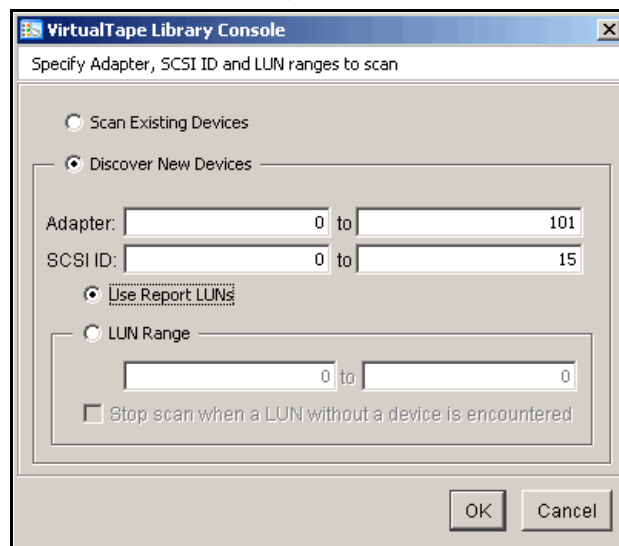 VirtualTape Library Console
Specify Adapter, SCSI ID and LUN ranges to scan
Scan Existing Devices
Discover New Devices
Adapter: 0 to 101
SCSI ID: 0 to 15
Use Report LUNs
LUN Range
0 to 0
Stop scan when a LUN without a device is encountered
OK Cancel